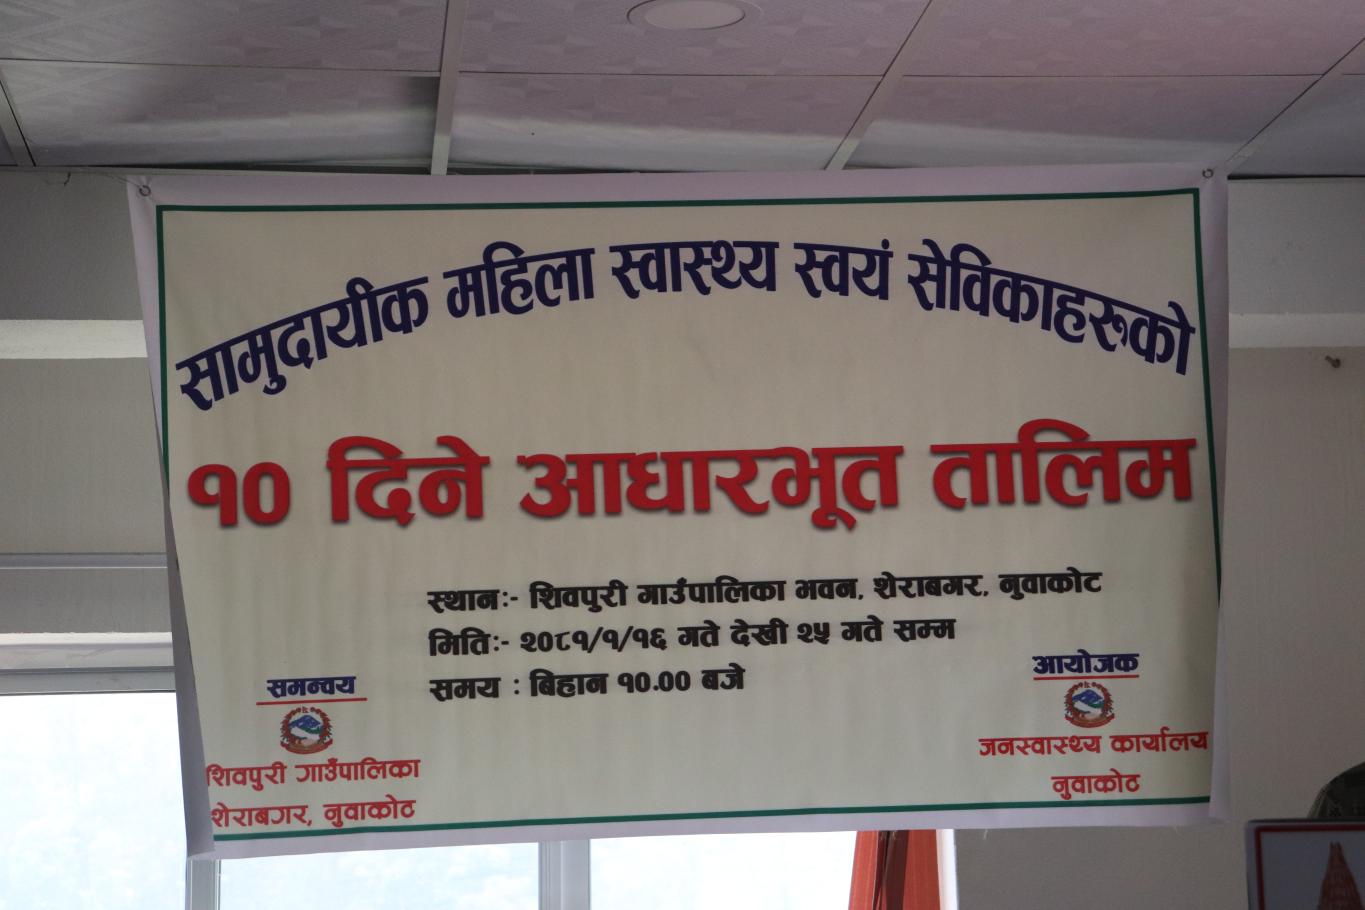 सामुदायीक महिला स्वास्थ्य स्वयं सेविकाहरुको
१० दिने आधारभूत तालिम
स्थानः- शिवपुरी गाउँपालिका भवन, शेराबगर, नुवाकोट
मितिः- २०८१/१/१६ गते देखी २५ गते सम्म
समय : बिहान १०.०० बजे
समन्वय
शिवपुरी गाउँपालिका
शेराबगर, नुवाकोट
आयोजक
जनस्वास्थ्य कार्यालय
नुवाकोट